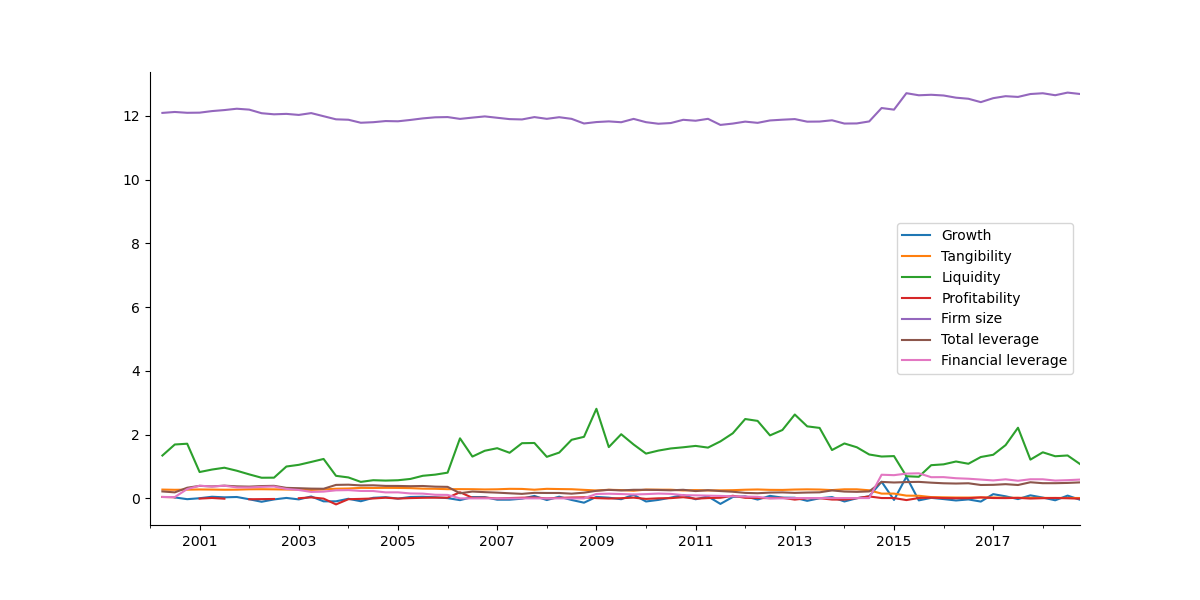 12
10
8
6
4
2
0
Growth
Tangibility
Liquidity
Profitability
Firm size
Total leverage
Financial leverage
2001 2003 2005 2007 2009 2011 2013 2015 2017